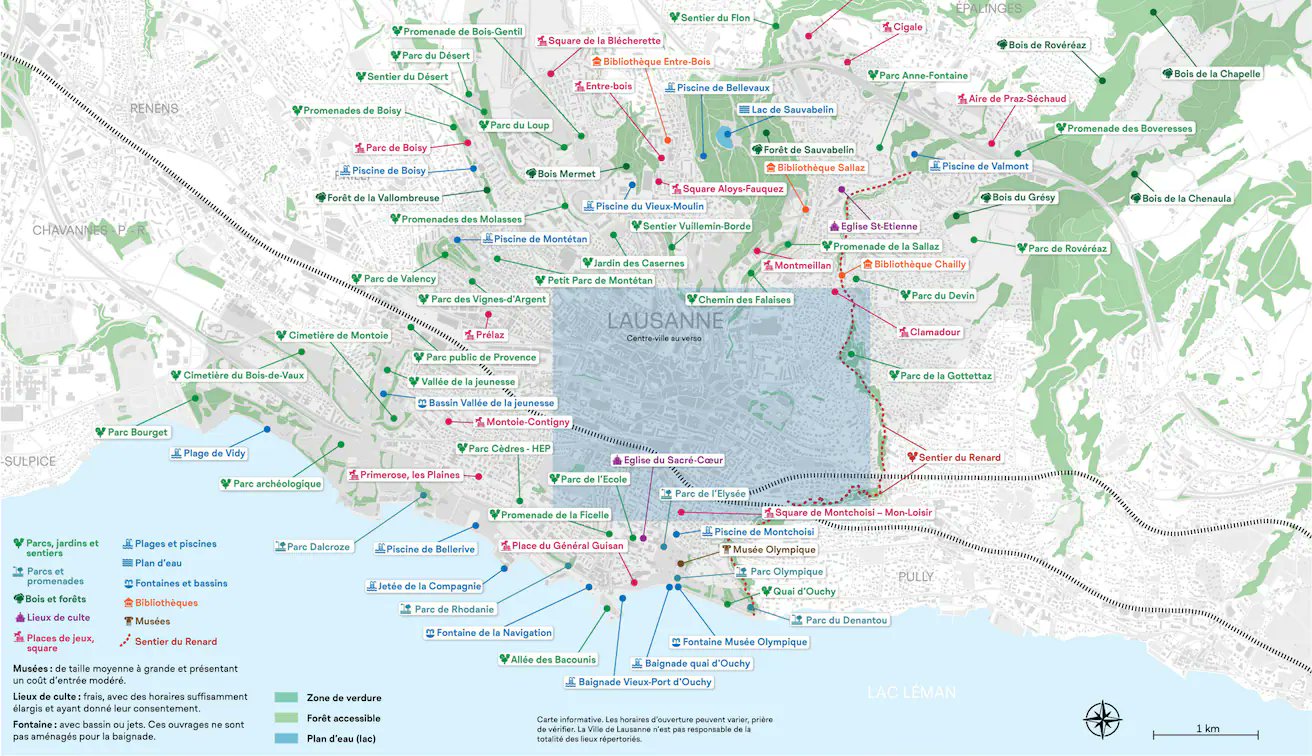 Sentier du Flon
ÉPALINGES
Promenade de Bois-Gentil
Cigale
Square de la Blécherette
Bois de Rovéréaz
Parc du Désert
Bibliothèque Entre-Bois
Sentier du Désert
Parc Anne-Fontaine
Bois de la Chapelle
Entre-bois
Piscine de Bellevaux
Aire de Praz-Séchaud
RENENS
Promenades de Boisy
Lac de Sauvabelin
Parc du Loup
Promenade des Boveresses
Parc de Boisy
Forêt de Sauvabelin
Piscine de Boisy
Bois Mermet
Bibliothèque Sallaz
Piscine de Valmont
Square Aloys-Fauquez
Forêt de la Vallombreuse
Bois du Grésy
Bois de la Chenaula
Piscine du Vieux-Moulin
Promenades des Molasses
Sentier Vuillemin-Borde
Eglise St-Etienne
CHAVANNES - P - R
Piscine de Montétan
Promenade de la Sallaz
Parc de Rovéréaz
Jardin des Casernes
Montmeillan
Bibliothèque Chailly
Parc de Valency
Petit Parc de Montétan
Parc des Vignes-d'Argent
Chemin des Falaises
Parc du Devin
LAUSANNE
Centre-ville au verso
Cimetière de Montoie
Prélaz
Clamadour
Parc public de Provence
Cimetière du Bois-de-Vaux
Vallée de la jeunesse
Parc de la Gottettaz
Bassin Vallée de la jeunesse
Parc Bourget
Montoie-Contigny
Plage de Vidy
Parc Cèdres - HEP
-SULPICE
Eglise du Sacré-Cœur
Sentier du Renard
Parc archéologique
Primerose, les Plaines
Parc de l'Ecole
Parc de l'Elysée
Promenade de la Ficelle
Square de Montchoisi – Mon-Loisir
Piscine de Montchoisi
Parc Dalcroze
Piscine de Bellerive
Place du Général Guisan
Musée Olympique
Parc Olympique
PULLY
Jetée de la Compagnie
Quai d'Ouchy
Parc de Rhodanie
Parc du Denantou
Fontaine de la Navigation
Fontaine Musée Olympique
Allée des Bacounis
Baignade quai d'Ouchy
Baignade Vieux-Port d'Ouchy
LAC LÉMAN
Parcs, jardins et
sentiers
Parcs et
promenades
Bois et forêts
Lieux de culte
Places de jeux,
square
Plages et piscines
Plan d'eau
Fontaines et bassins
Bibliothèques
Musées
Sentier du Renard
Musées : de taille moyenne à grande et présentant
un coût d'entrée modéré.
Lieux de culte : frais, avec des horaires suffisamment
élargis et ayant donné leur consentement.
Fontaine : avec bassin ou jets. Ces ouvrages ne sont
pas aménagés pour la baignade.
Zone de verdure
Forêt accessible
Plan d'eau (lac)
Carte informative. Les horaires d'ouverture peuvent varier, prière
de vérifier. La Ville de Lausanne n'est pas responsable de la
totalité des lieux répertoriés.
1 km